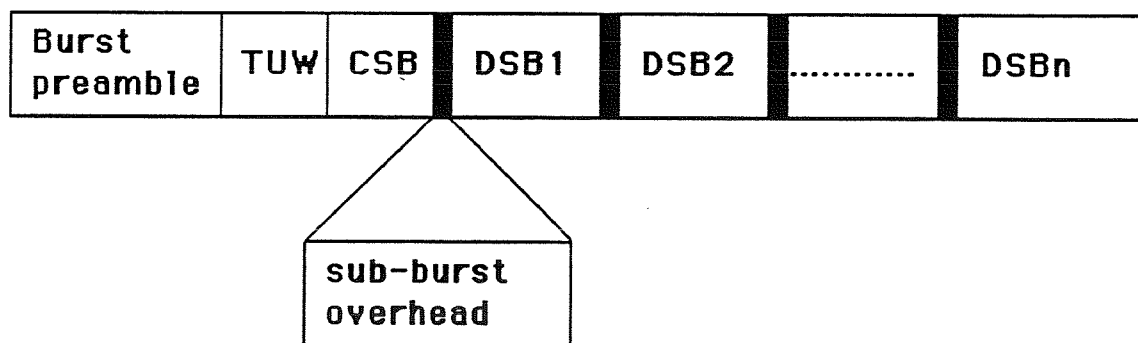 Burst
preamble
TUW
CSB
DSB1
DSB2
............
DSBn
sub-burst
overhead